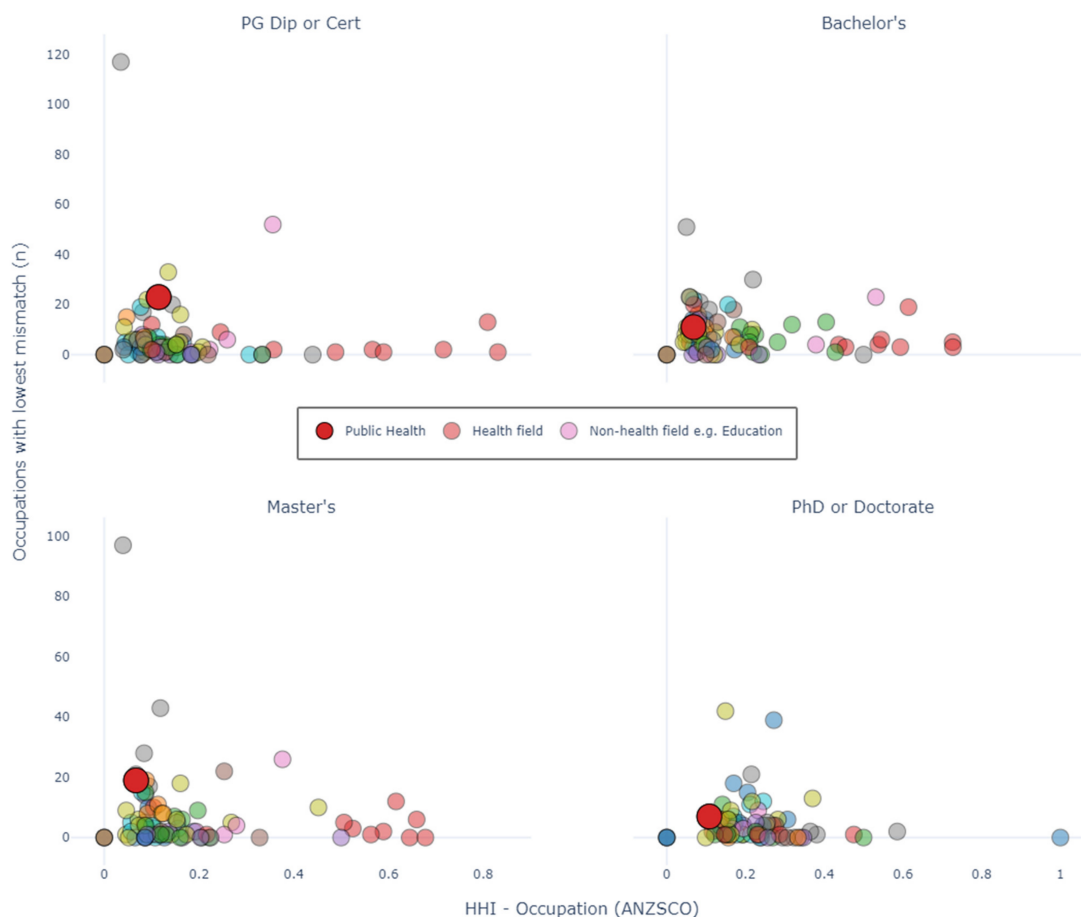 PG Dip or Cert
Bachelor's
120
100
80
60
40
20
0
Public Health
Health field
Non-health field e.g. Education
Occupations with lowest mismatch (n)
Master's
PhD or Doctorate
100
80
60
40
20
0
0
0.2
0.4
0.6
0.8
0
0.2
0.4
0.6
0.8
1
HHI - Occupation (ANZSCO)